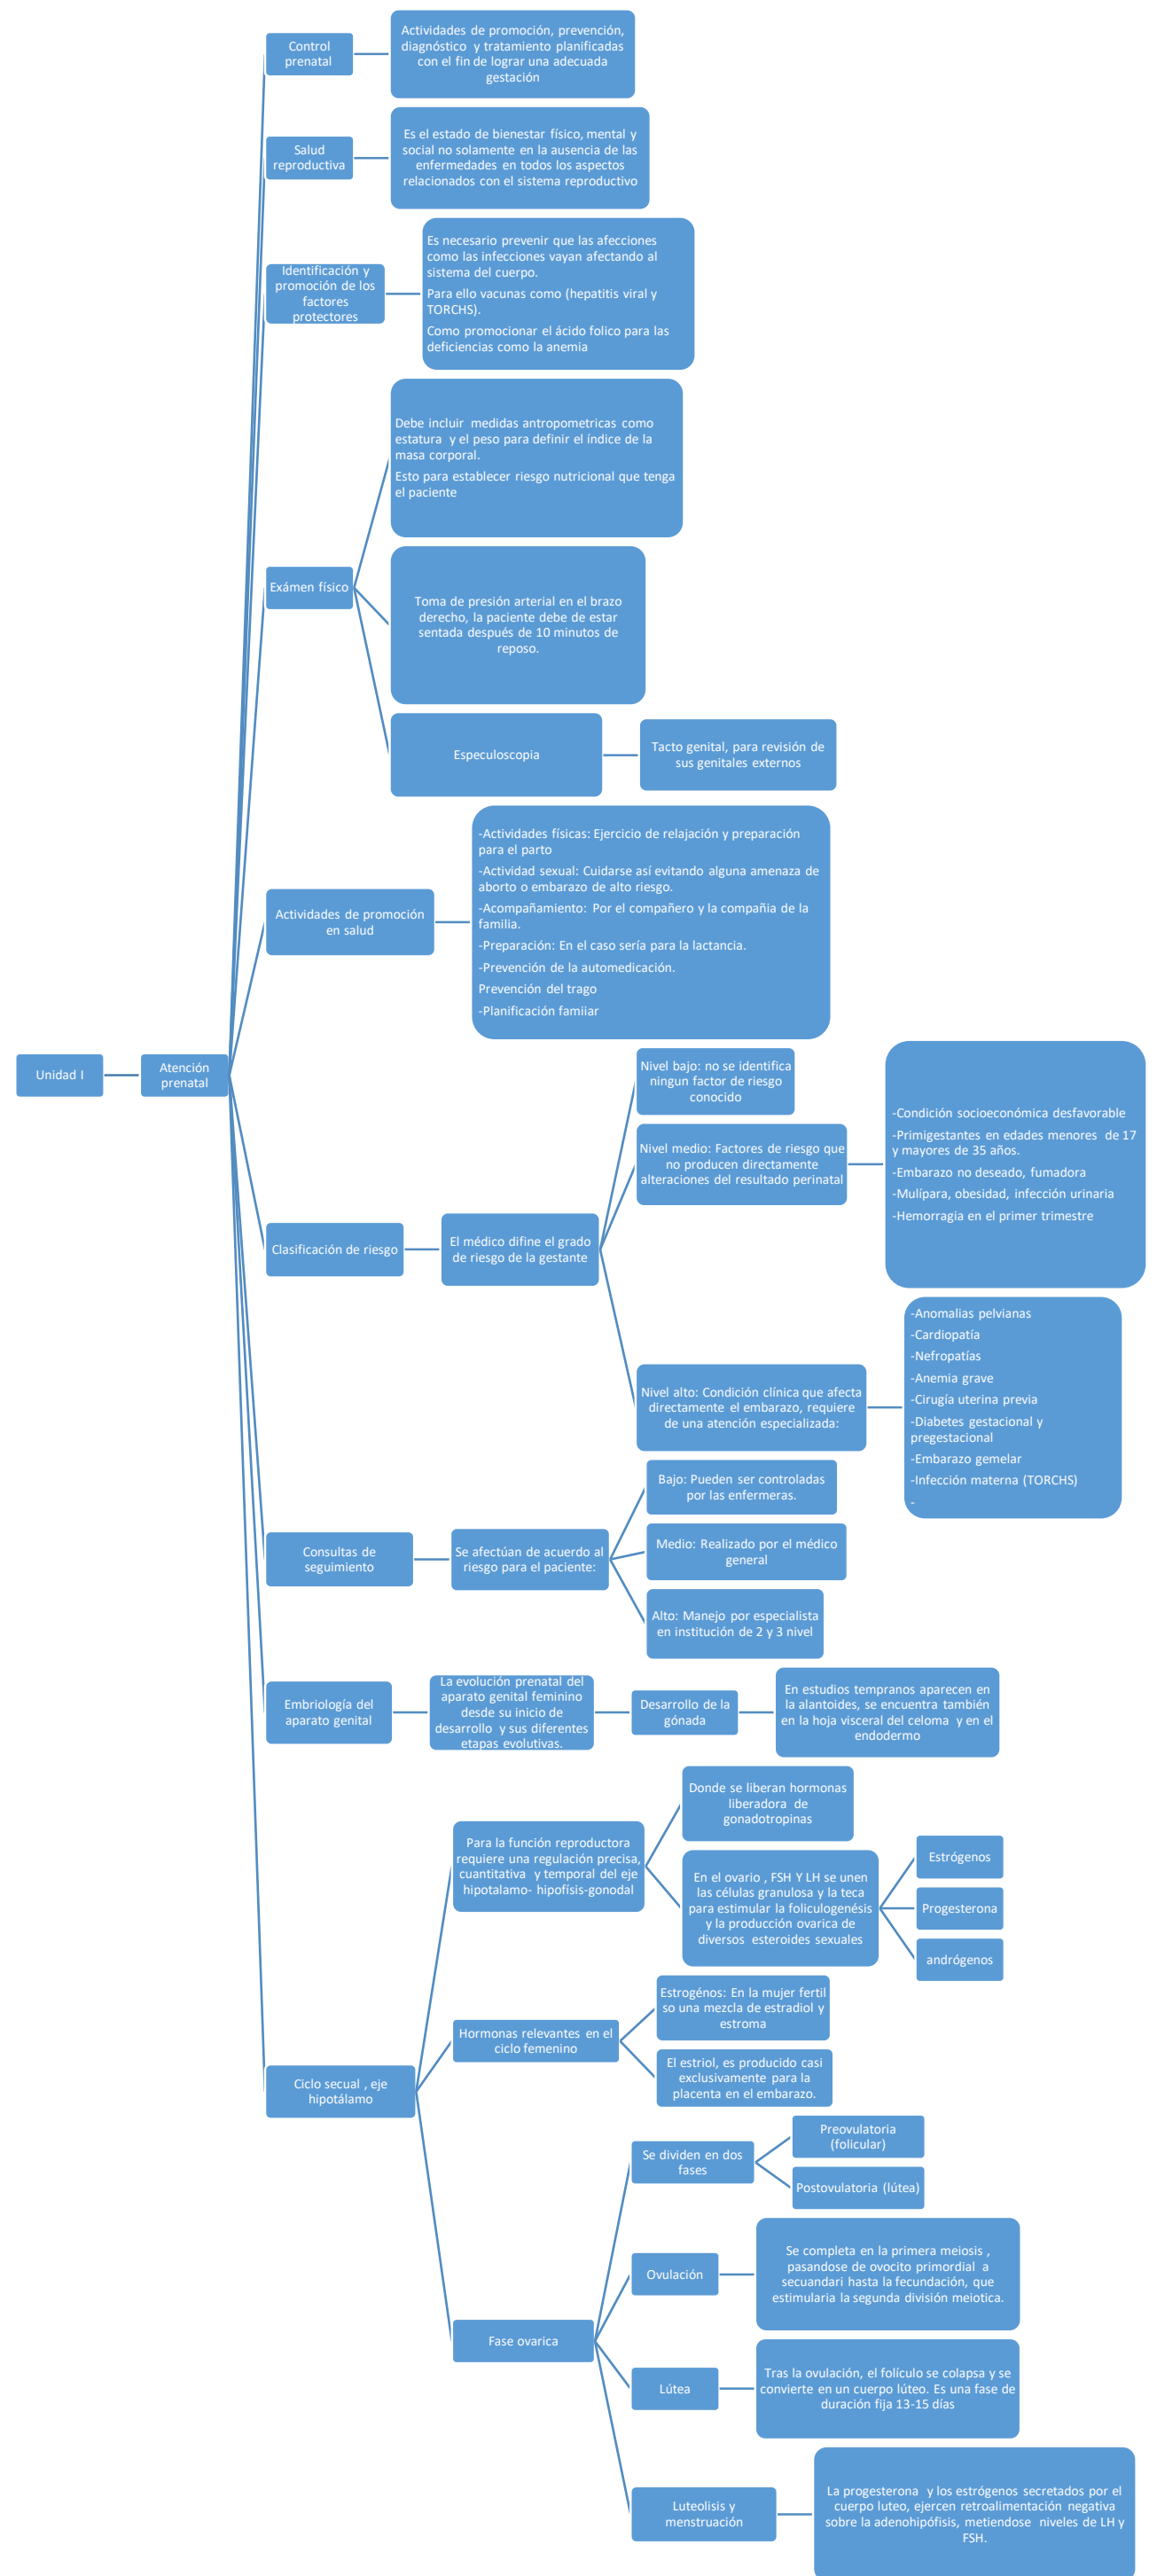 Control
prenatal
Actividades de promoción, prevención,
diagnóstico y tratamiento planificadas
con el fin de lograr una adecuada
gestación
Salud
reproductiva
Es el estado de bienestar físico, mental y
social no solamente en la ausencia de las
enfermedades en todos los aspectos
relacionados con el sistema reproductivo
Identificación y
promoción de los
factores
protectores
Es necesario prevenir que las afecciones
como las infecciones vayan afectando al
sistema del cuerpo.
Para ello vacunas como (hepatitis viral y
TORCHS).
Como promocionar el ácido folico para las
deficiencias como la anemia
Exámen físico
Debe incluir medidas antropometricas como
estatura y el peso para definir el índice de la
masa corporal.
Esto para establecer riesgo nutricional que tenga
el paciente
Toma de presión arterial en el brazo
derecho, la paciente debe de estar
sentada después de 10 minutos de
reposo.
Especuloscopia
Tacto genital, para revisión de
sus genitales externos
Actividades de promoción
en salud
-Actividades físicas: Ejercicio de relajación y preparación
para el parto
-Actividad sexual: Cuidarse así evitando alguna amenaza de
aborto o embarazo de alto riesgo.
-Acompañamiento: Por el compañero y la compañia de la
familia.
-Preparación: En el caso sería para la lactancia.
-Prevención de la automedicación.
Prevención del trago
-Planificación famiiar
Unidad I
Atención
prenatal
Clasificación de riesgo
El médico difine el grado
de riesgo de la gestante
Nivel bajo: no se identifica
ningun factor de riesgo
conocido
Nivel medio: Factores de riesgo que
no producen directamente
alteraciones del resultado perinatal
-Condición socioeconómica desfavorable
-Primigestantes en edades menores de 17
y mayores de 35 años.
-Embarazo no deseado, fumadora
-Mulípara, obesidad, infección urinaria
-Hemorragia en el primer trimestre
Nivel alto: Condición clínica que afecta
directamente el embarazo, requiere
de una atención especializada:
-Anomalias pelvianas
-Cardiopatía
-Nefropatías
-Anemia grave
-Cirugía uterina previa
-Diabetes gestacional y
pregestacional
-Embarazo gemelar
-Infección materna (TORCHS)
-
Consultas de
seguimiento
Se afectúan de acuerdo al
riesgo para el paciente:
Bajo: Pueden ser controladas
por las enfermeras.
Medio: Realizado por el médico
general
Alto: Manejo por especialista
en institución de 2 y 3 nivel
Embriología del
aparato genital
La evolución prenatal del
aparato genital feminino
desde su inicio de
desarrollo y sus diferentes
etapas evolutivas.
Desarrollo de la
gónada
En estudios tempranos aparecen en
la alantoides, se encuentra también
en la hoja visceral del celoma y en el
endodermo
Ciclo secual , eje
hipotálamo
Para la función reproductora
requiere una regulación precisa,
cuantitativa y temporal del eje
hipotalamo- hipofísis-gonodal
Donde se liberan hormonas
liberadora de
gonadotropinas
En el ovario , FSH Y LH se unen
las células granulosa y la teca
para estimular la foliculogenésis
y la producción ovarica de
diversos esteroides sexuales
Estrógenos
Progesterona
andrógenos
Hormonas relevantes en el
ciclo femenino
Estrogénos: En la mujer fertil
so una mezcla de estradiol y
estroma
El estriol, es producido casi
exclusivamente para la
placenta en el embarazo.
Fase ovarica
Se dividen en dos
fases
Preovulatoria
(folicular)
Postovulatoria (lútea)
Ovulación
Se completa en la primera meiosis ,
pasandose de ovocito primordial a
secuandari hasta la fecundación, que
estimularia la segunda división meiotica.
Lútea
Tras la ovulación, el folículo se colapsa y se
convierte en un cuerpo lúteo. Es una fase de
duración fija 13-15 días
Luteolisis y
menstruación
La progesterona y los estrógenos secretados por el
cuerpo luteo, ejercen retroalimentación negativa
sobre la adenohipófisis, metiendose niveles de LH y
FSH.